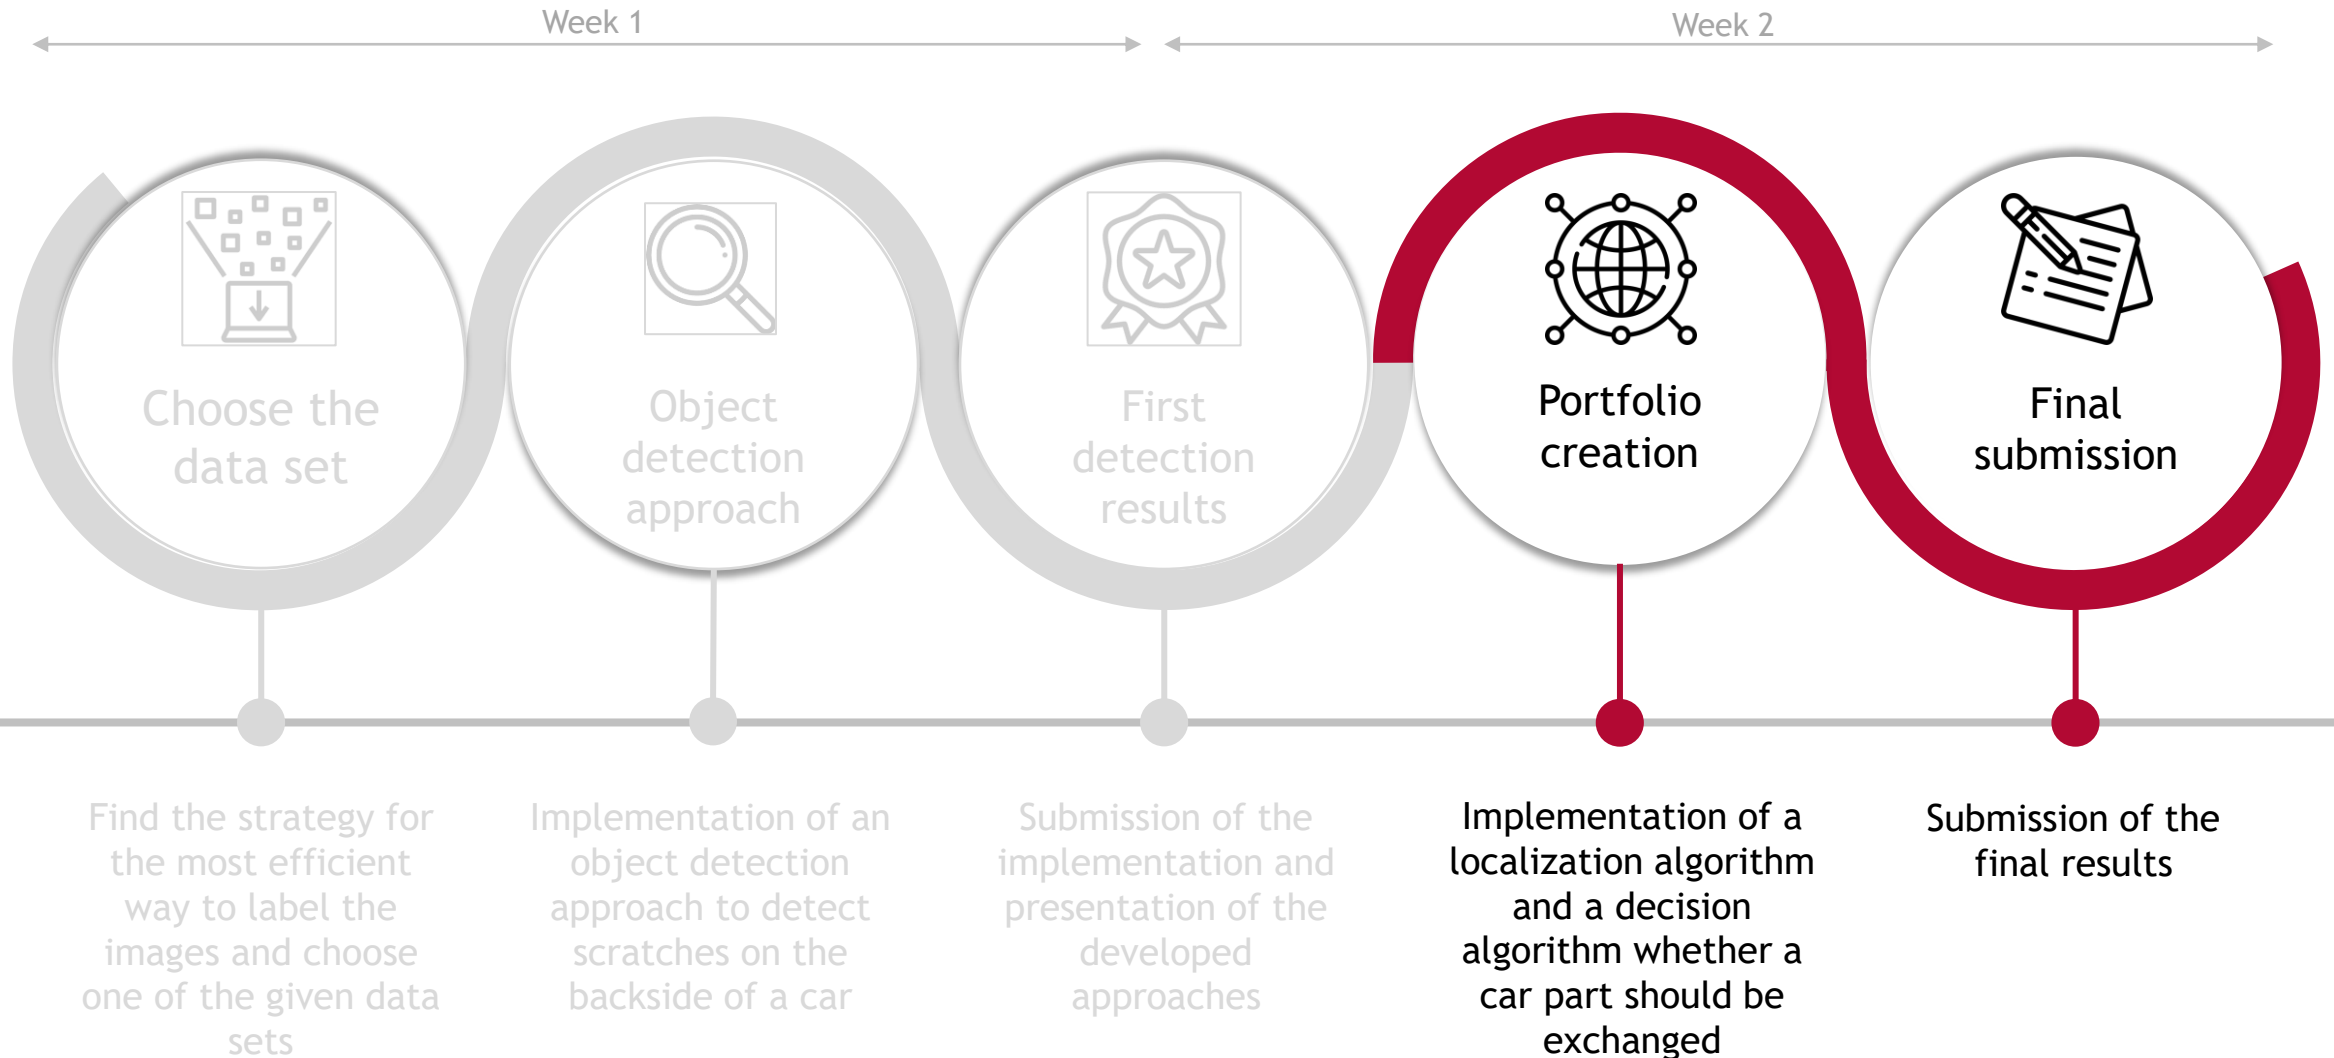 Week 1
Week 2
Choose the
data set
Object
detection
approach
First
detection
results
Portfolio
creation
Final
submission
Find the strategy for
the most efficient
way to label the
images and choose
one of the given data
sets
Implementation of an
object detection
approach to detect
scratches on the
backside of a car
Submission of the
implementation and
presentation of the
developed
approaches
Implementation of a
localization algorithm
and a decision
algorithm whether a
car part should be
exchanged
Submission of the
final results